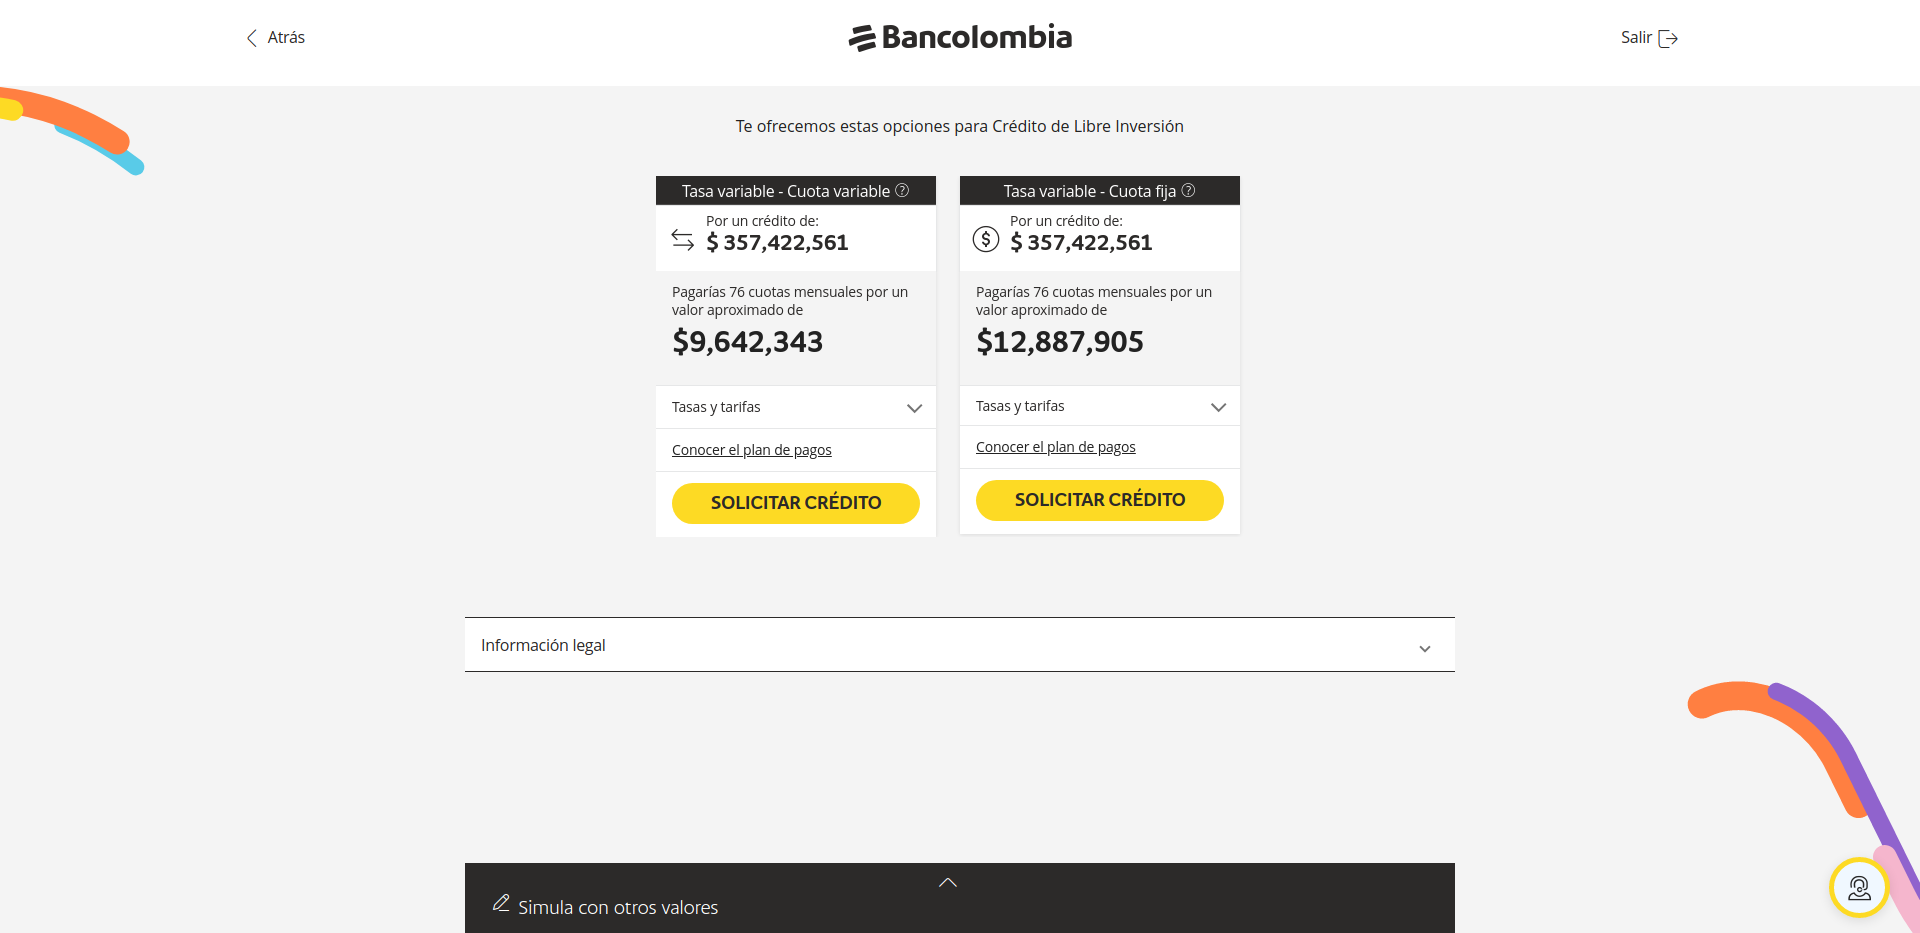 Atrás
Bancolombia
Salir
Te ofrecemos estas opciones para Crédito de Libre Inversión
Tasa variable - Cuota variable ?
Por un crédito de:
$ 357,422,561
Pagarías 76 cuotas mensuales por un
valor aproximado de
$9,642,343
Tasas y tarifas
Conocer el plan de pagos
SOLICITAR CRÉDITO
Tasa variable - Cuota fija ?
$
Por un crédito de:
$ 357,422,561
Pagarías 76 cuotas mensuales por un
valor aproximado de
$12,887,905
Tasas y tarifas
Conocer el plan de pagos
SOLICITAR CRÉDITO
Información legal
Simula con otros valores